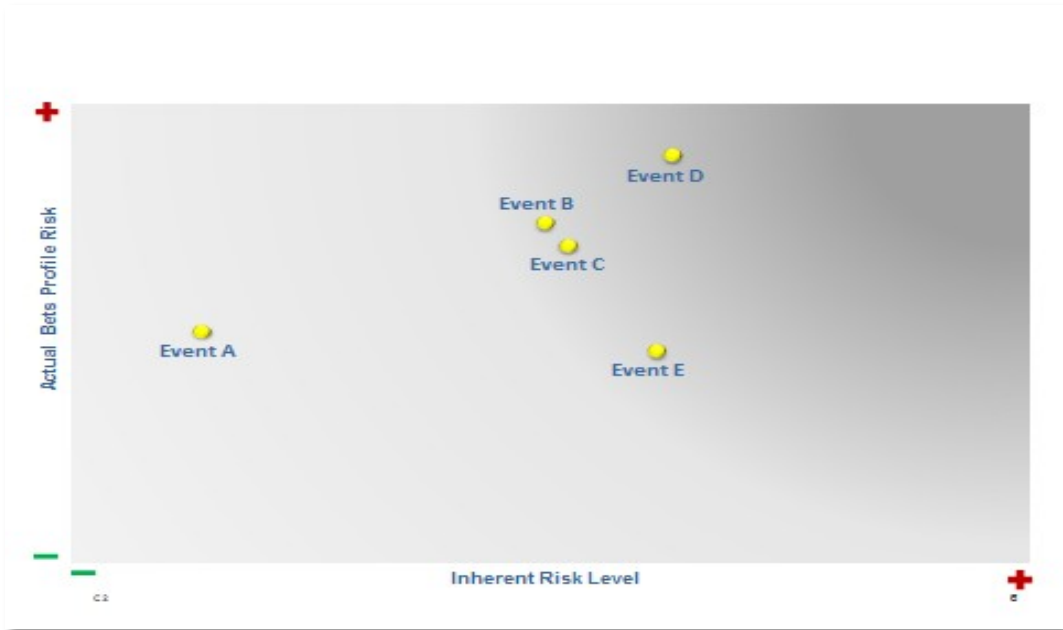 Event D
Event B
Event C
Event A
Event E
Actual Bets Profile Risk
Inherent Risk Level